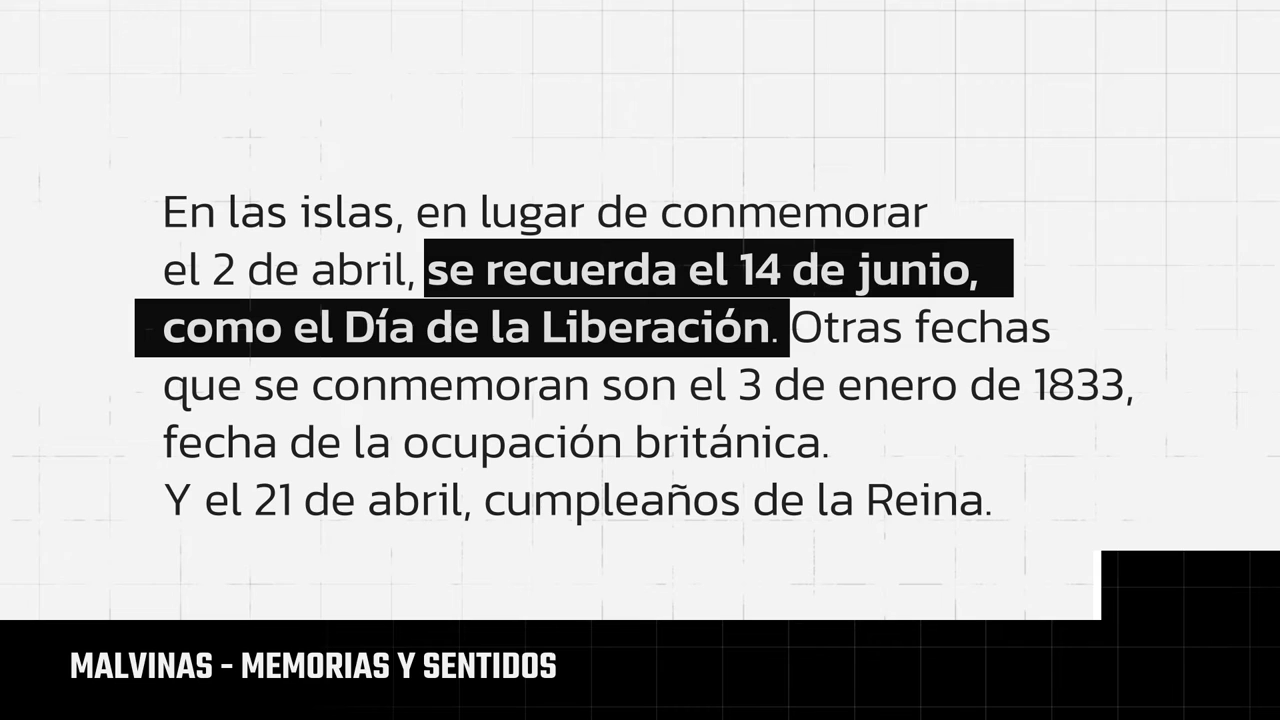 En las islas, en lugar de conmemorar
el 2 de abril, se recuerda el 14 de junio,
como el Día de la Liberación. Otras fechas
que se conmemoran son el 3 de enero de 1833,
fecha de la ocupación británica.
Y el 21 de abril, cumpleaños de la Reina.
MALVINAS - MEMORIAS Y SENTIDOS